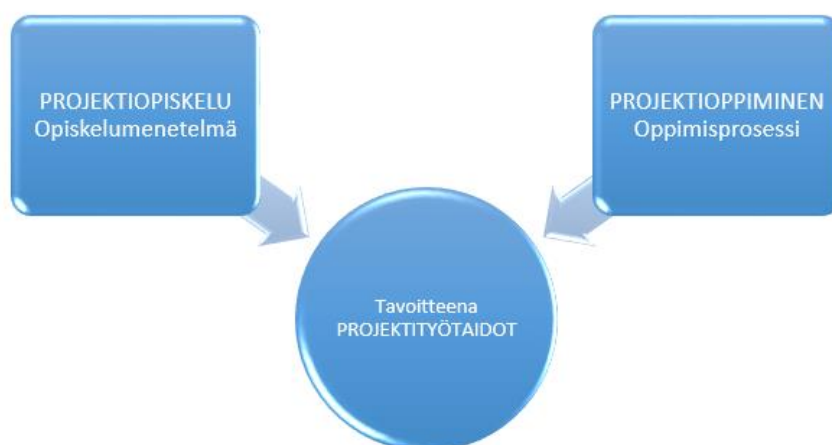 PROJEKTIOPISKELU
Opiskelumenetelmä
PROJEKTIOPPIMINEN
Oppimisprosessi
Tavoitteena
PROJEKTITYÖTAIDOT